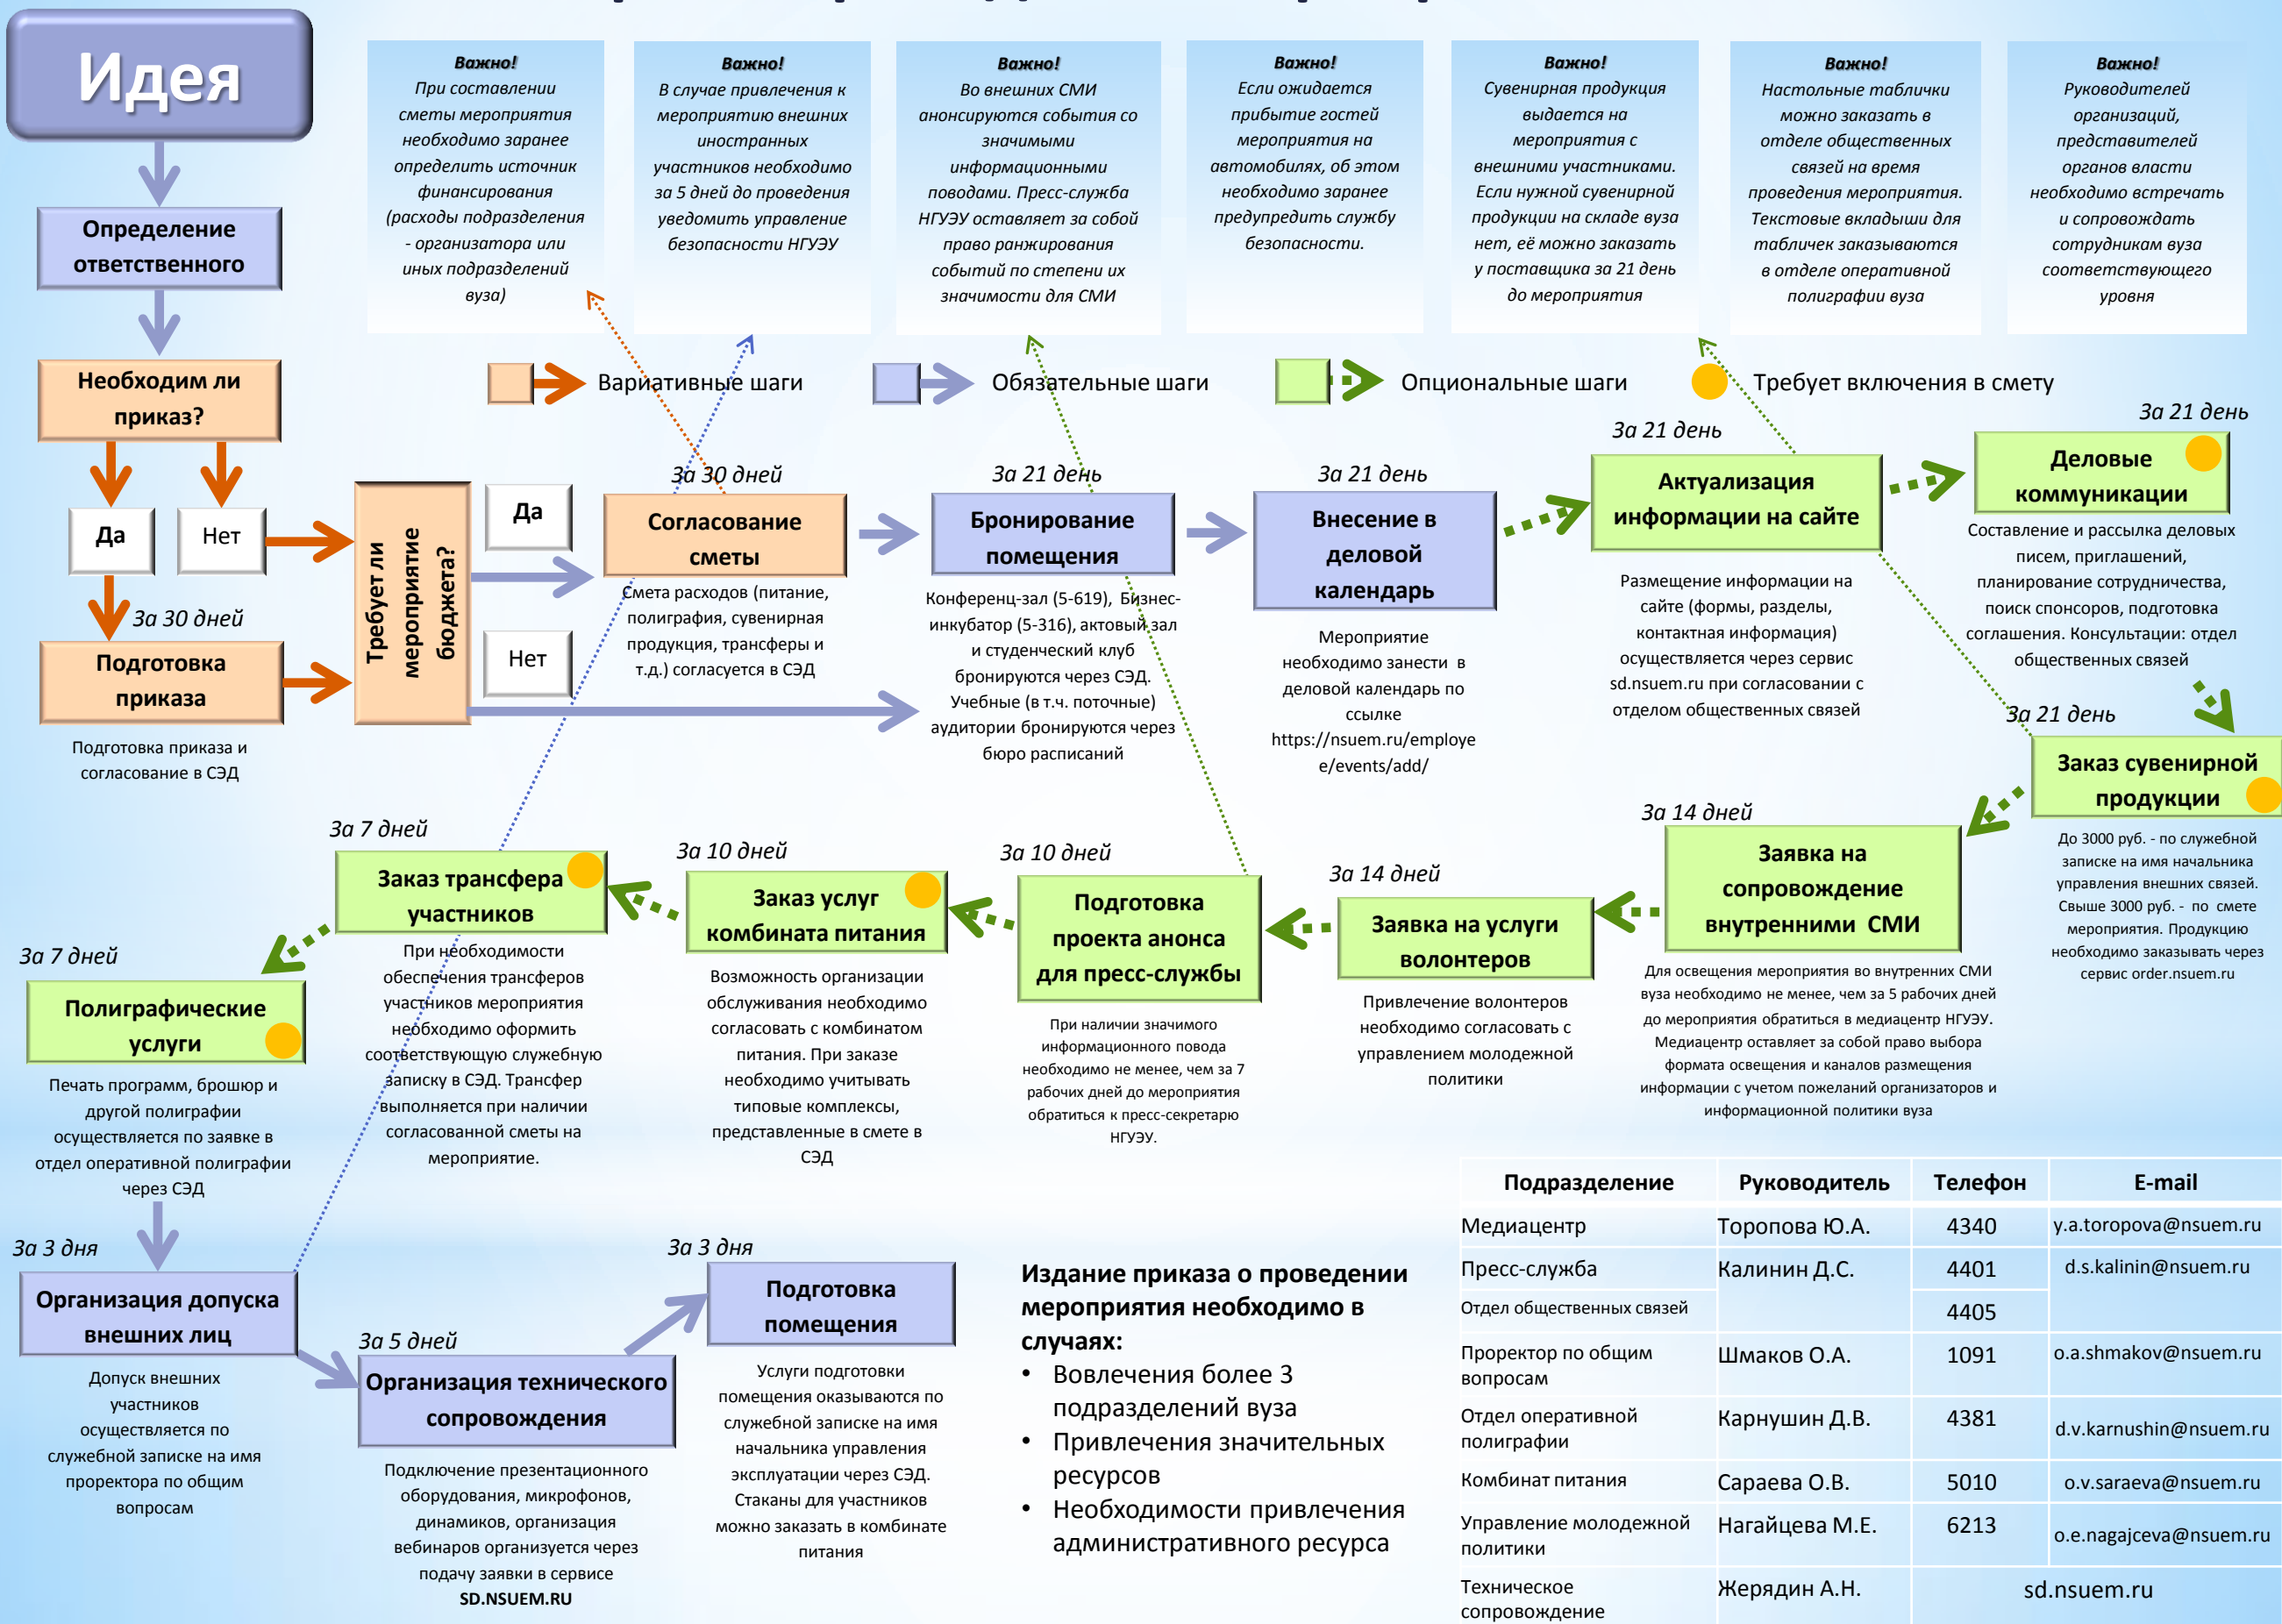 Идея
Определение
ответственного
Необходим ли
приказ?
Да
Нет
За 30 дней
Подготовка
приказа
Подготовка приказа и
согласование в СЭД
Важно!
При составлении
сметы мероприятия
необходимо заранее
определить источник
финансирования
(расходы подразделения
- организатора или
иных подразделений
вуза)
Важно!
В случае привлечения к
мероприятию внешних
иностранных
участников необходимо
за 5 дней до проведения
уведомить управление
безопасности НГУЭУ
Важно!
Во внешних СМИ
анонсируются события со
значимыми
информационными
поводами. Пресс-служба
НГУЭУ оставляет за собой
право ранжирования
событий по степени их
значимости для СМИ
Важно!
Если ожидается
прибытие гостей
мероприятия на
автомобилях, об этом
необходимо заранее
предупредить службу
безопасности.
Важно!
Сувенирная продукция
выдается на
мероприятия с
внешними участниками.
Если нужной сувенирной
продукции на складе вуза
нет, её можно заказать
у поставщика за 21 день
до мероприятия
Важно!
Настольные таблички
можно заказать в
отделе общественных
связей на время
проведения мероприятия.
Текстовые вкладыши для
табличек заказываются
в отделе оперативной
полиграфии вуза
Важно!
Руководителей
организаций,
представителей
органов власти
необходимо встречать
и сопровождать
сотрудникам вуза
соответствующего
уровня
Вариативные шаги
Обязательные шаги
Опциональные шаги
Требует включения в смету
Требует ли
мероприятие
бюджета?
Да
Нет
За 30 дней
Согласование
сметы
Смета расходов (питание,
полиграфия, сувенирная
продукция, трансферы и
т.д.) согласуется в СЭД
За 21 день
Бронирование
помещения
Конференц-зал (5-619), Бизнес-
инкубатор (5-316), актовый зал
и студенческий клуб
бронируются через СЭД.
Учебные (в т.ч. поточные)
аудитории бронируются через
бюро расписаний
За 21 день
Внесение в
деловой
календарь
Мероприятие
необходимо занести в
деловой календарь по
ссылке
https://nsuem.ru/employe
e/events/add/
За 21 день
Актуализация
информации на сайте
Размещение информации на
сайте (формы, разделы,
контактная информация)
осуществляется через сервис
sd.nsuem.ru при согласовании с
отделом общественных связей
За 21 день
Деловые
коммуникации
Составление и рассылка деловых
писем, приглашений,
планирование сотрудничества,
поиск спонсоров, подготовка
соглашения. Консультации: отдел
общественных связей
За 21 день
Заказ сувенирной
продукции
До 3000 руб. - по служебной
записке на имя начальника
управления внешних связей.
Свыше 3000 руб. - по смете
мероприятия. Продукцию
необходимо заказывать через
сервис order.nsuem.ru
За 14 дней
Заявка на
сопровождение
внутренними СМИ
Для освещения мероприятия во внутренних СМИ
вуза необходимо не менее, чем за 5 рабочих дней
до мероприятия обратиться в медиацентр НГУЭУ.
Медиацентр оставляет за собой право выбора
формата освещения и каналов размещения
информации с учетом пожеланий организаторов и
информационной политики вуза
За 14 дней
Заявка на услуги
волонтеров
Привлечение волонтеров
необходимо согласовать с
управлением молодежной
политики
За 10 дней
Подготовка
проекта анонса
для пресс-службы
При наличии значимого
информационного повода
необходимо не менее, чем за 7
рабочих дней до мероприятия
обратиться к пресс-секретарю
НГУЭУ.
За 10 дней
Заказ услуг
комбината питания
Возможность организации
обслуживания необходимо
согласовать с комбинатом
питания. При заказе
необходимо учитывать
типовые комплексы,
представленные в смете в
СЭД
За 7 дней
Заказ трансфера
участников
При необходимости
обеспечения трансферов
участников мероприятия
необходимо оформить
соответствующую служебную
записку в СЭД. Трансфер
выполняется при наличии
согласованной сметы на
мероприятие.
За 7 дней
Полиграфические
услуги
Печать программ, брошюр и
другой полиграфии
осуществляется по заявке в
отдел оперативной полиграфии
через СЭД
За 3 дня
Организация допуска
внешних лиц
Допуск внешних
участников
осуществляется по
служебной записке на имя
проректора по общим
вопросам
За 5 дней
Организация технического
сопровождения
Подключение презентационного
оборудования, микрофонов,
динамиков, организация
вебинаров организуется через
подачу заявки в сервисе
SD.NSUEM.RU
За 3 дня
Подготовка
помещения
Услуги подготовки
помещения оказываются по
служебной записке на имя
начальника управления
эксплуатации через СЭД.
Стаканы для участников
можно заказать в комбинате
питания
Издание приказа о проведении
мероприятия необходимо в
случаях:
• Вовлечения более 3
подразделений вуза
• Привлечения значительных
ресурсов
• Необходимости привлечения
административного ресурса
Подразделение Руководитель Телефон E-mail
Медиацентр Торопова Ю.А. 4340 y.a.toropova@nsuem.ru
Пресс-служба Калинин Д.С. 4401 d.s.kalinin@nsuem.ru
Отдел общественных связей 4405
Проректор по общим
вопросам Шмаков О.А. 1091 o.a.shmakov@nsuem.ru
Отдел оперативной
полиграфии Карнушин Д.В. 4381 d.v.karnushin@nsuem.ru
Комбинат питания Сараева О.В. 5010 o.v.saraeva@nsuem.ru
Управление молодежной
политики Нагайцева М.Е. 6213 o.e.nagajceva@nsuem.ru
Техническое
сопровождение Жерядин А.Н. sd.nsuem.ru